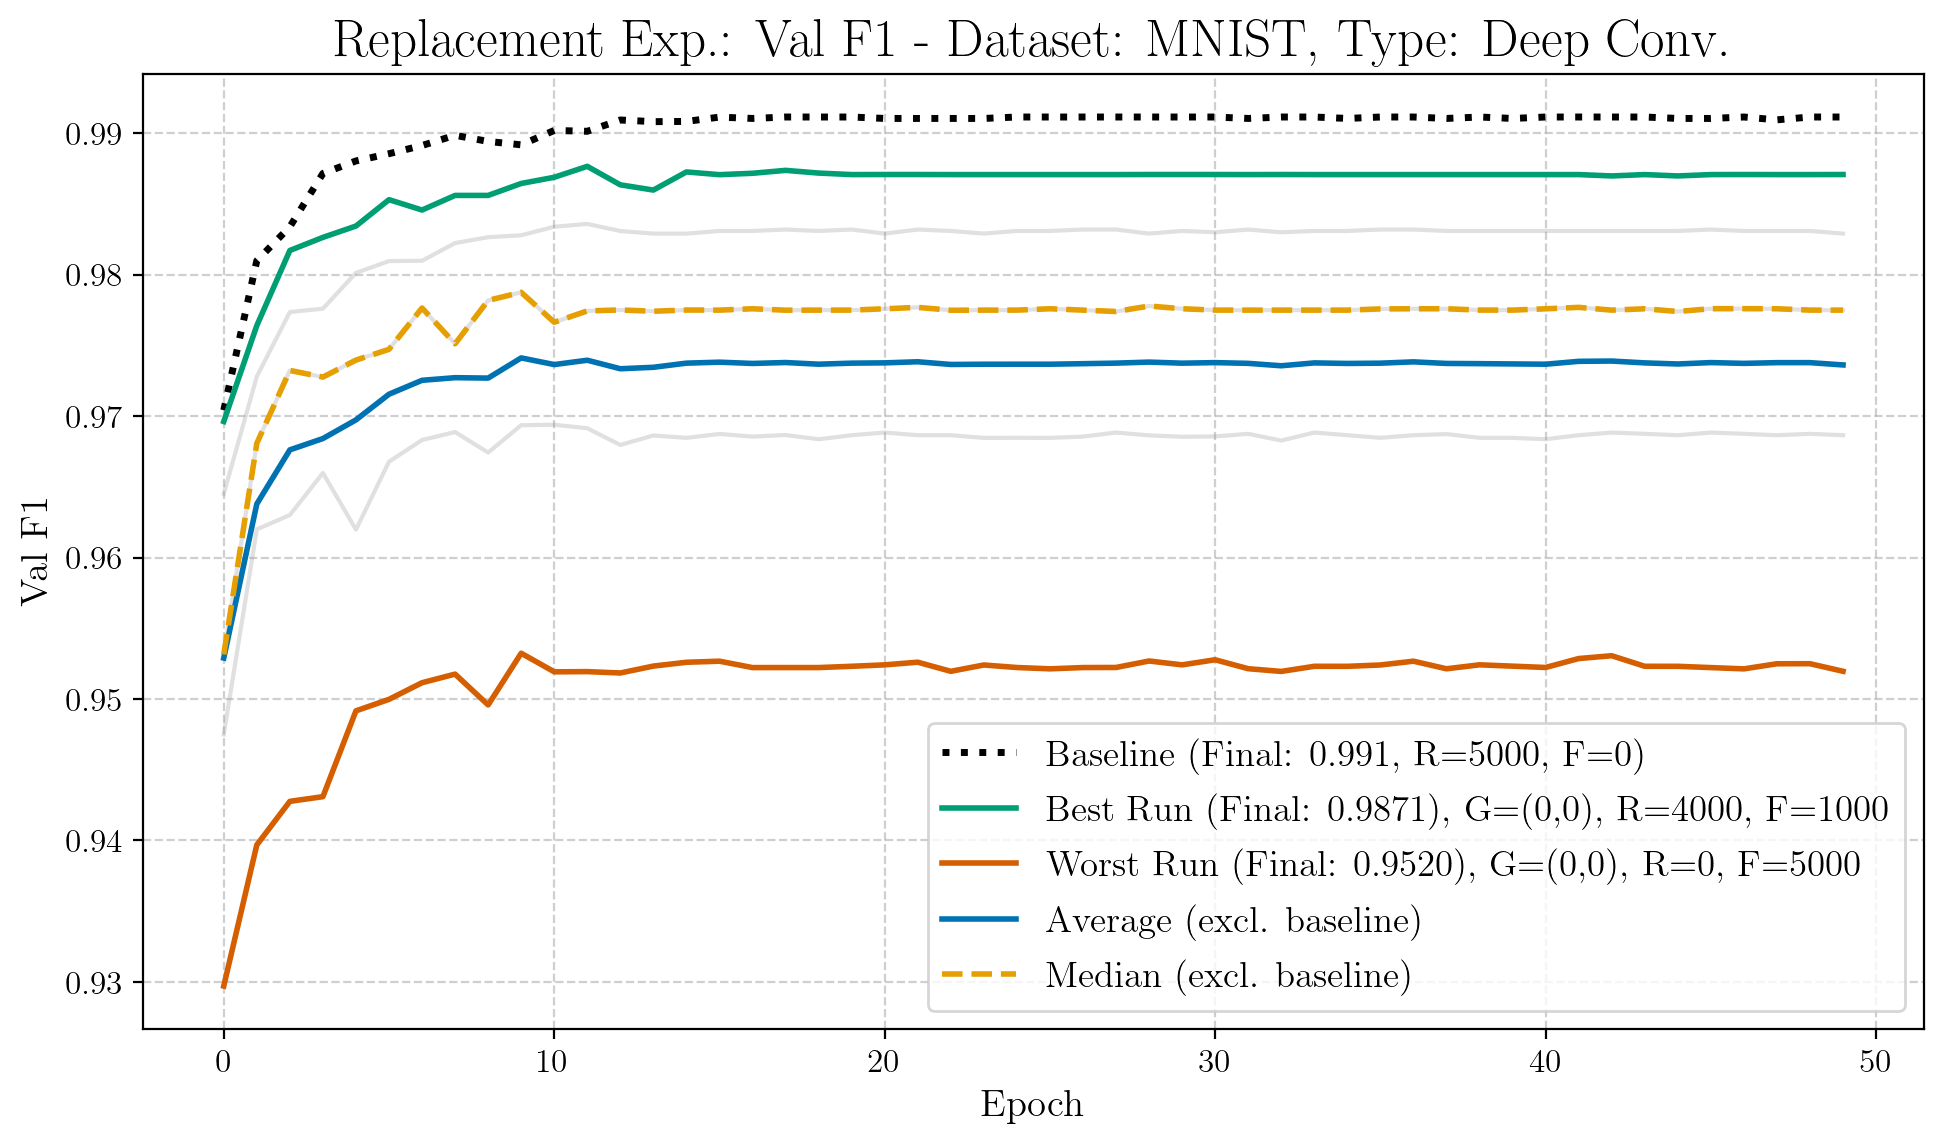 Replacement Exp.: Val F1 - Dataset: MNIST, Type: Deep Conv.
0.99
0.98
0.97
0.96
0.95
0.94
0.93
Val F1
Baseline (Final: 0.991, R=5000, F=0)
Best Run (Final: 0.9871), G=(0,0), R=4000, F=1000
Worst Run (Final: 0.9520), G=(0,0), R=0, F=5000
Average (excl. baseline)
Median (excl. baseline)
0 10 20 30 40 50
Epoch